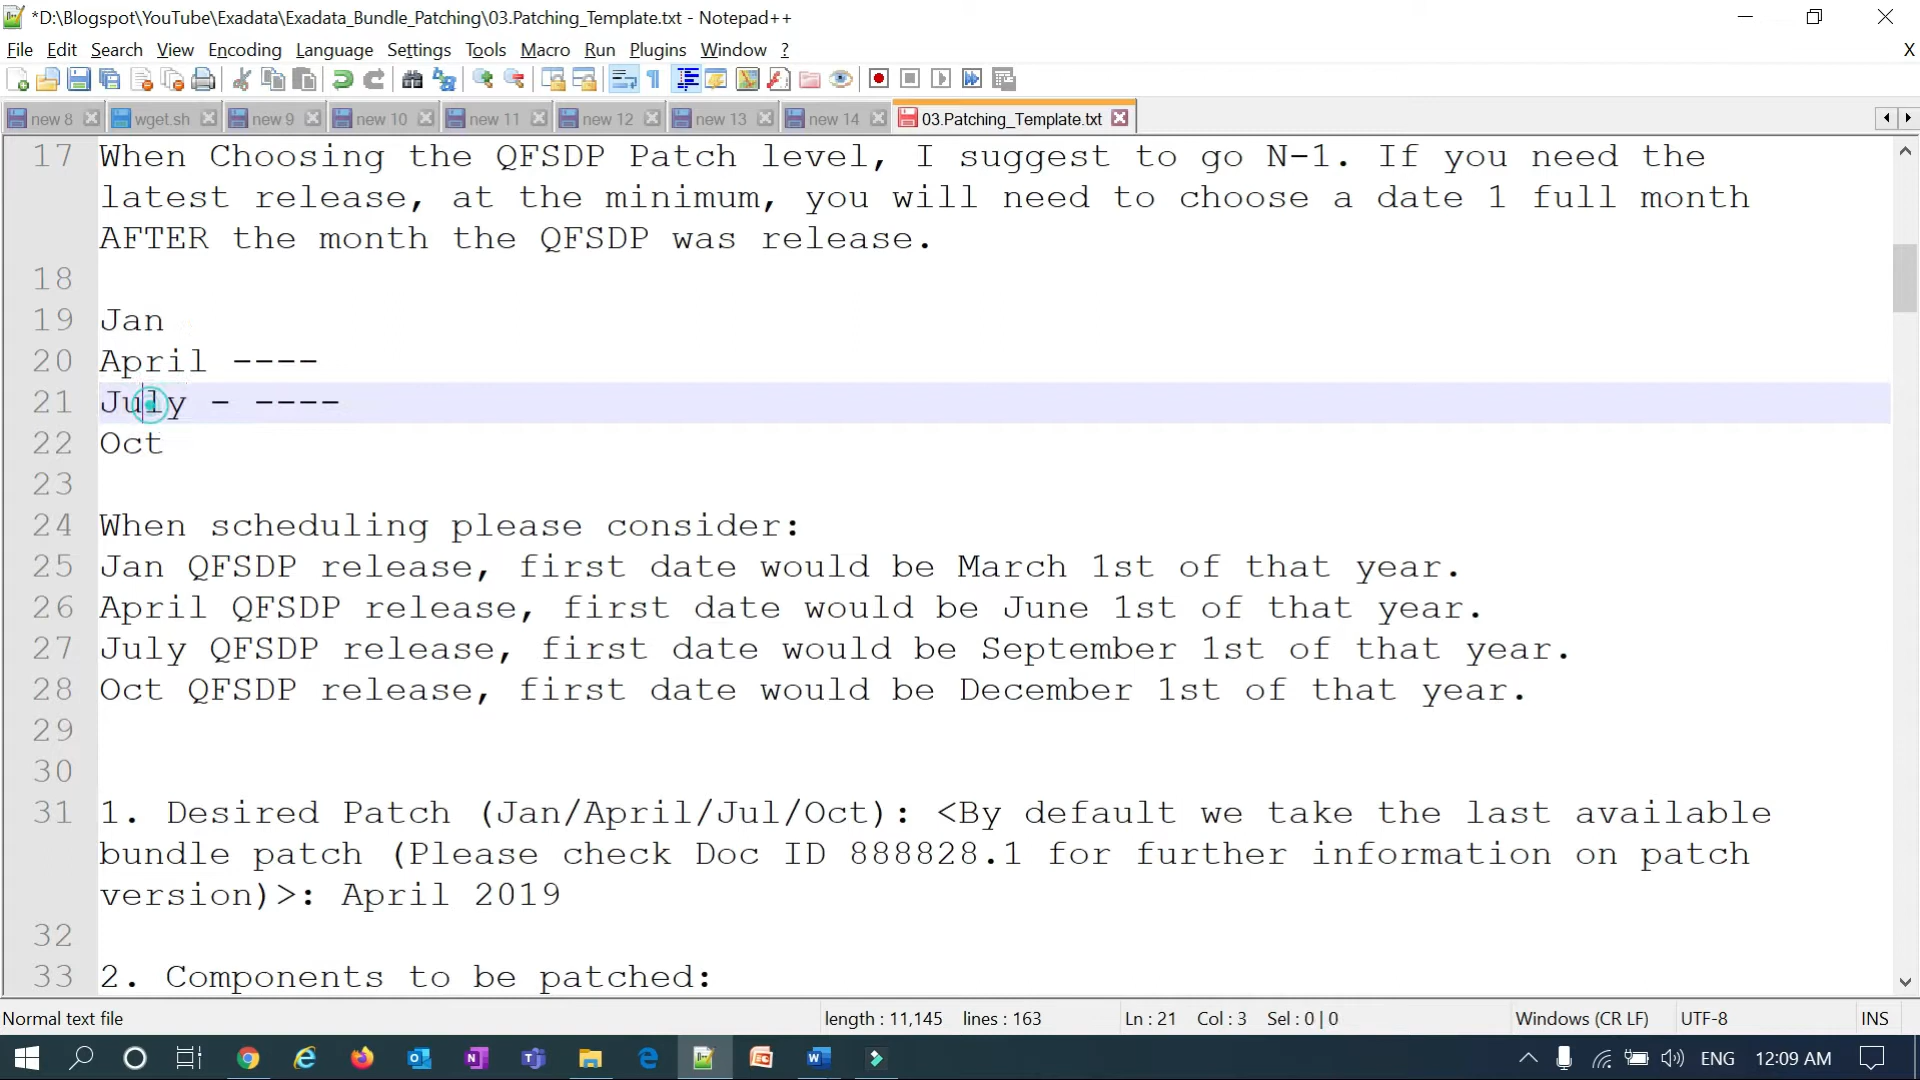 *D:\Blogspot\YouTube\Exadata\Exadata_Bundle_Patching\03.Patching_Template.txt - Notepad++
File Edit Search View Encoding Language Settings Tools Macro Run Plugins Window ? X
new 8 wget.sh new 9 new 10 new 11 new 12 new 13 new 14 03.Patching_Template.txt
17 When Choosing the QFSDP Patch level, I suggest to go N-1. If you need the
latest release, at the minimum, you will need to choose a date 1 full month
AFTER the month the QFSDP was release.
18
19 Jan
20 April ----
21 July - ----
22 Oct
23
24 When scheduling please consider:
25 Jan QFSDP release, first date would be March 1st of that year.
26 April QFSDP release, first date would be June 1st of that year.
27 July QFSDP release, first date would be September 1st of that year.
28 Oct QFSDP release, first date would be December 1st of that year.
29
30
31 1. Desired Patch (Jan/April/Jul/Oct): <By default we take the last available
bundle patch (Please check Doc ID 888828.1 for further information on patch
version)>: April 2019
32
33 2. Components to be patched:
Normal text file length : 11,145 lines : 163 Ln : 21 Col : 3 Sel : 0 | 0 Windows (CR LF) UTF-8 INS
ENG 12:09 AM